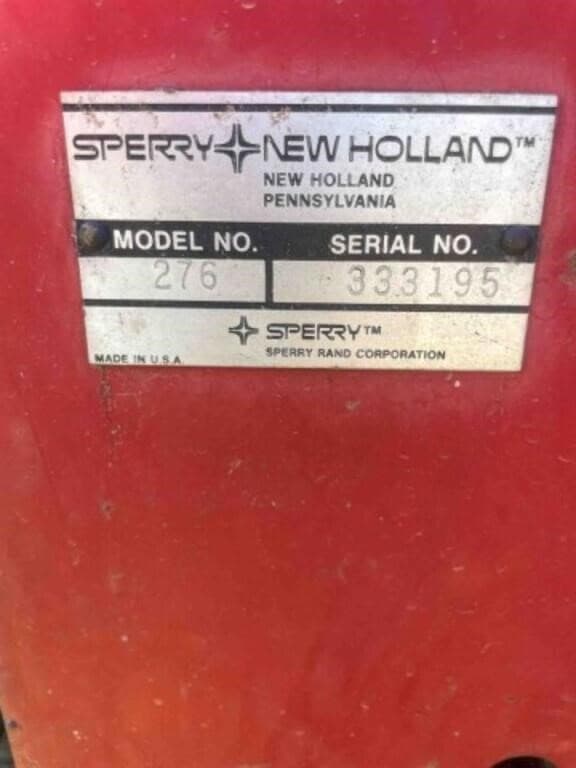 SPERRY NEW HOLLAND™
NEW HOLLAND
PENNSYLVANIA
MODEL NO. SERIAL NO.
276 333195
SPERRY™
SPERRY RAND CORPORATION
MADE IN U.S.A.